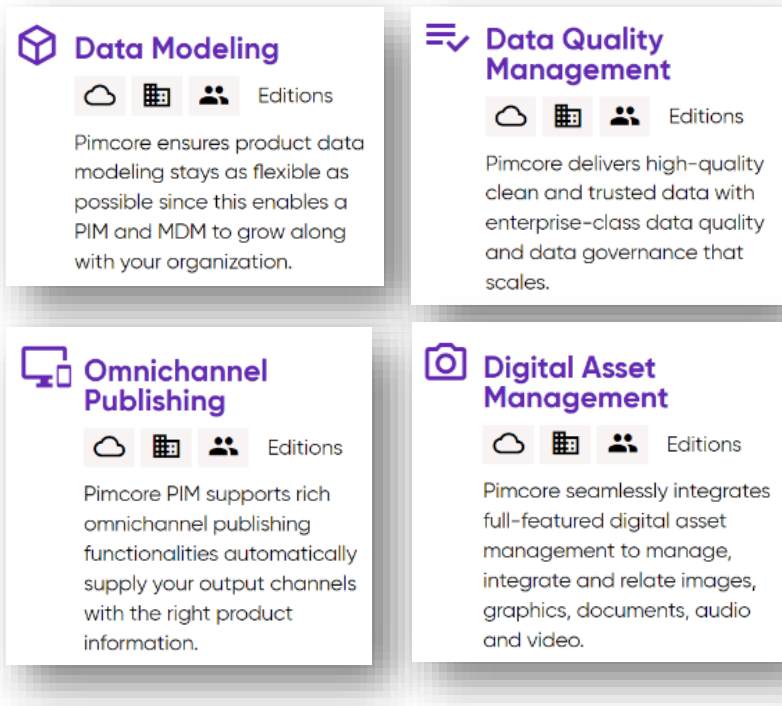 Data Modeling
Editions
Pimcore ensures product data
modeling stays as flexible as
possible since this enables a
PIM and MDM to grow along
with your organization.
Data Quality
Management
Editions
Pimcore delivers high-quality
clean and trusted data with
enterprise-class data quality
and data governance that
scales.
Omnichannel
Publishing
Editions
Pimcore PIM supports rich
omnichannel publishing
functionalities automatically
supply your output channels
with the right product
information.
Digital Asset
Management
Editions
Pimcore seamlessly integrates
full-featured digital asset
management to manage,
integrate and relate images,
graphics, documents, audio
and video.